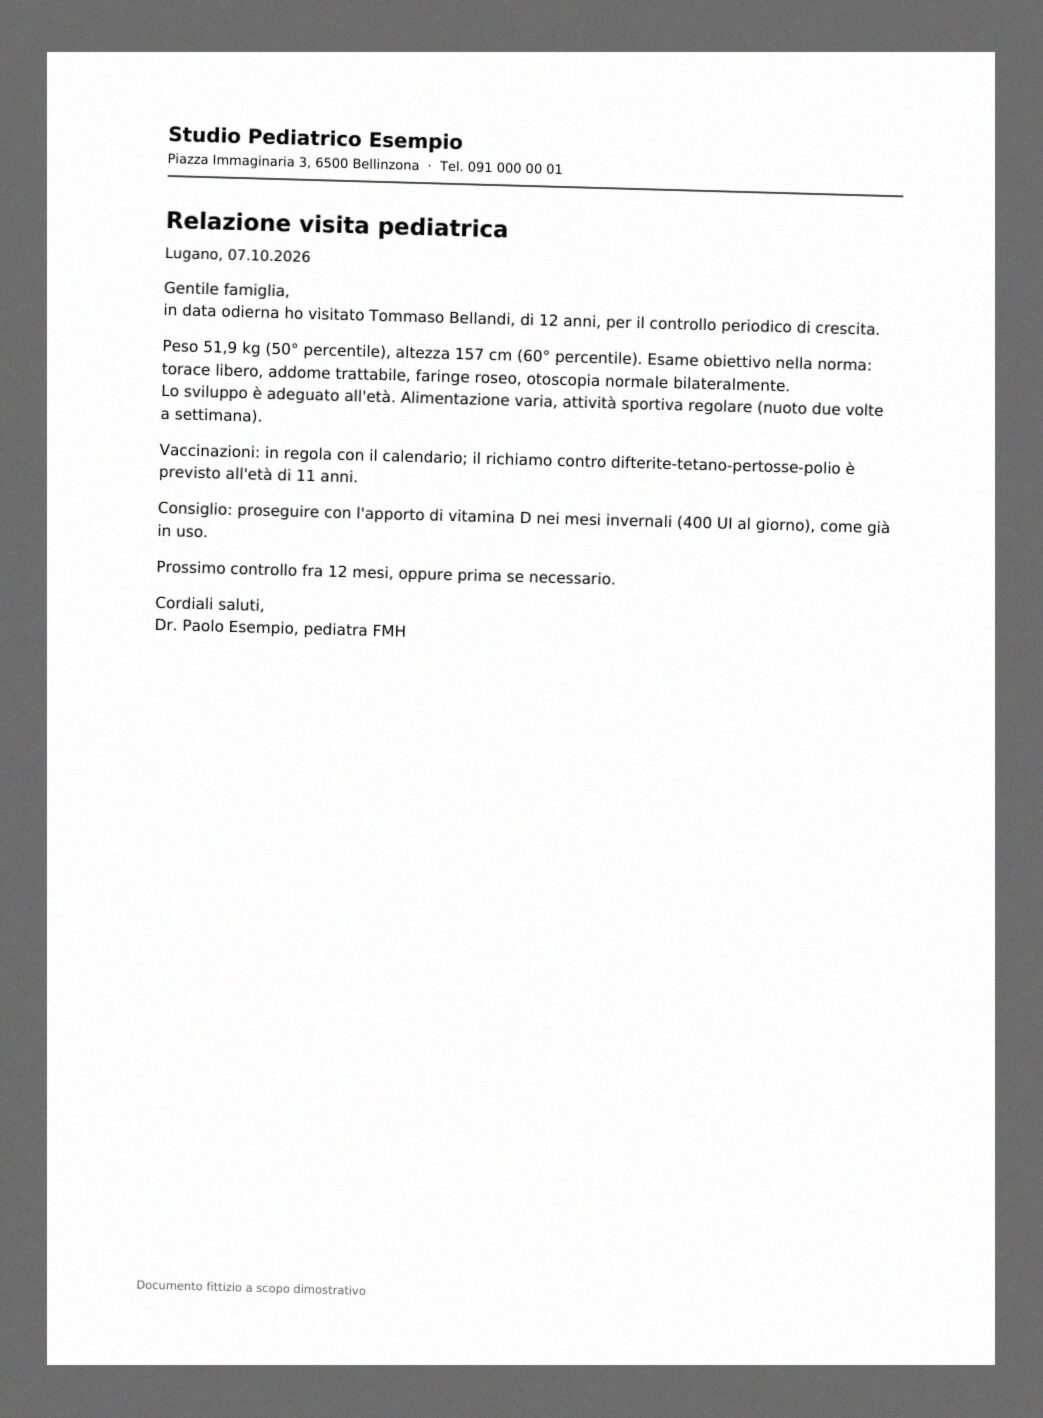 Studio Pediatrico Esempio
Piazza Immaginaria 3, 6500 Bellinzona · Tel. 091 000 00 01
Relazione visita pediatrica
Lugano, 07.10.2026
Gentile famiglia,
in data odierna ho visitato Tommaso Bellandi, di 12 anni, per il controllo periodico di crescita.
Peso 51,9 kg (50° percentile), altezza 157 cm (60° percentile). Esame obiettivo nella norma:
torace libero, addome trattabile, faringe roseo, otoscopia normale bilateralmente.
Lo sviluppo è adeguato all'età. Alimentazione varia, attività sportiva regolare (nuoto due volte
a settimana).
Vaccinazioni: in regola con il calendario; il richiamo contro difterite-tetano-pertosse-polio è
previsto all'età di 11 anni.
Consiglio: proseguire con l'apporto di vitamina D nei mesi invernali (400 UI al giorno), come già
in uso.
Prossimo controllo fra 12 mesi, oppure prima se necessario.
Cordiali saluti,
Dr. Paolo Esempio, pediatra FMH
Documento fittizio a scopo dimostrativo